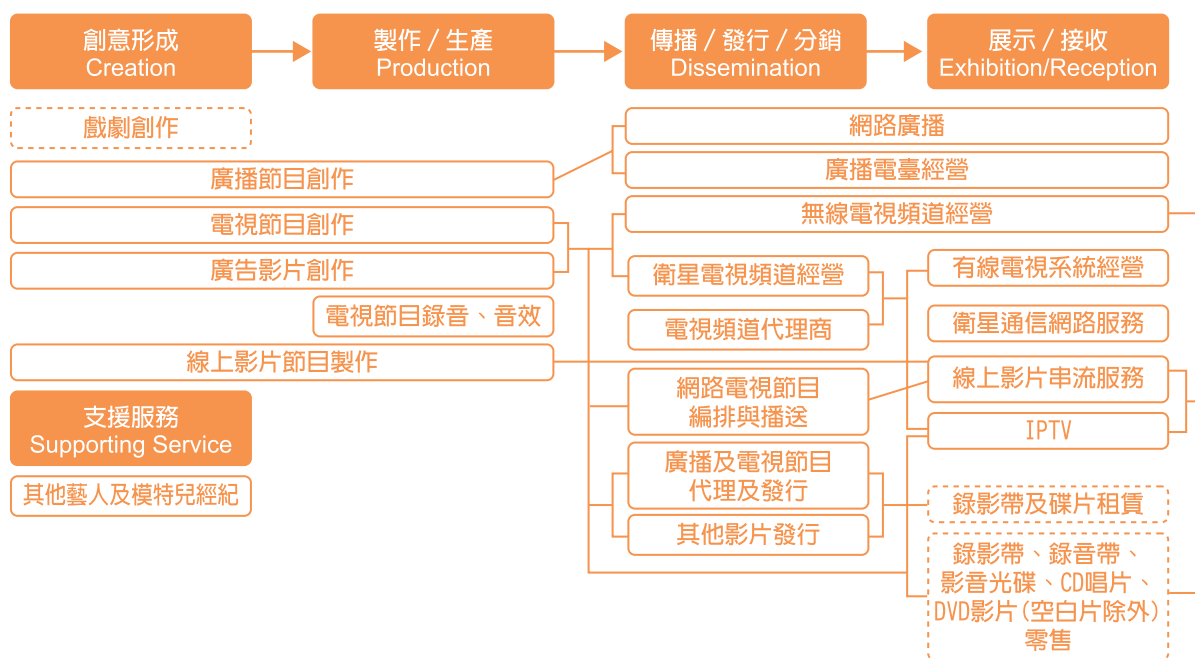 創意形成
Creation
製作/生產
Production
傳播/發行/分銷
Dissemination
展示/接收
Exhibition/Reception
戲劇創作
網路廣播
廣播節目創作
廣播電臺經營
電視節目創作
無線電視頻道經營
廣告影片創作
衛星電視頻道經營
有線電視系統經營
電視節目錄音、音效
電視頻道代理商
衛星通信網路服務
線上影片節目製作
網路電視節目
編排與播送
線上影片串流服務
支援服務
Supporting Service
IPTV
廣播及電視節目
代理及發行
其他藝人及模特兒經紀
錄影帶及碟片租賃
其他影片發行
錄影帶、錄音帶、
影音光碟、CD唱片、
DVD影片(空白片除外)
零售